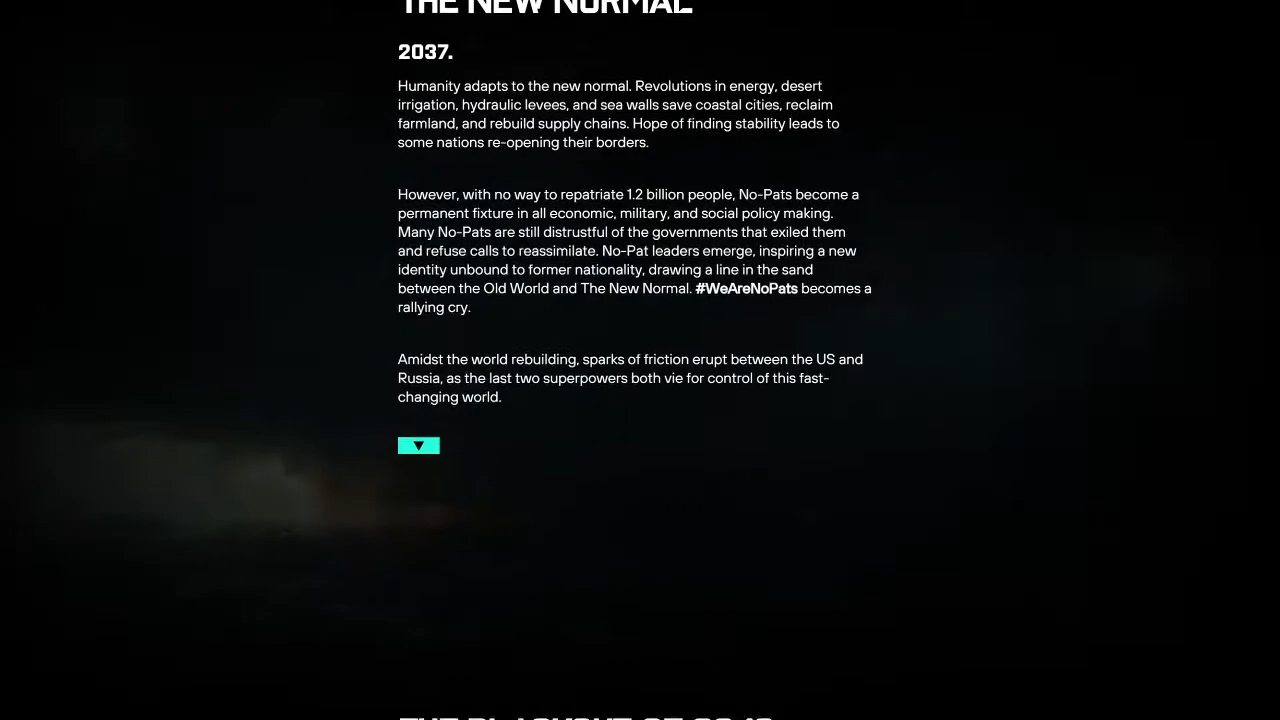 THE NEW NORMAL
2037.
Humanity adapts to the new normal. Revolutions in energy, desert
irrigation, hydraulic levees, and sea walls save coastal cities, reclaim
farmland, and rebuild supply chains. Hope of finding stability leads to
some nations re-opening their borders.
However, with no way to repatriate 1.2 billion people, No-Pats become a
permanent fixture in all economic, military, and social policy making.
Many No-Pats are still distrustful of the governments that exiled them
and refuse calls to reassimilate. No-Pat leaders emerge, inspiring a new
identity unbound to former nationality, drawing a line in the sand
between the Old World and The New Normal. #WeAreNoPats becomes a
rallying cry.
Amidst the world rebuilding, sparks of friction erupt between the US and
Russia, as the last two superpowers both vie for control of this fast-
changing world.